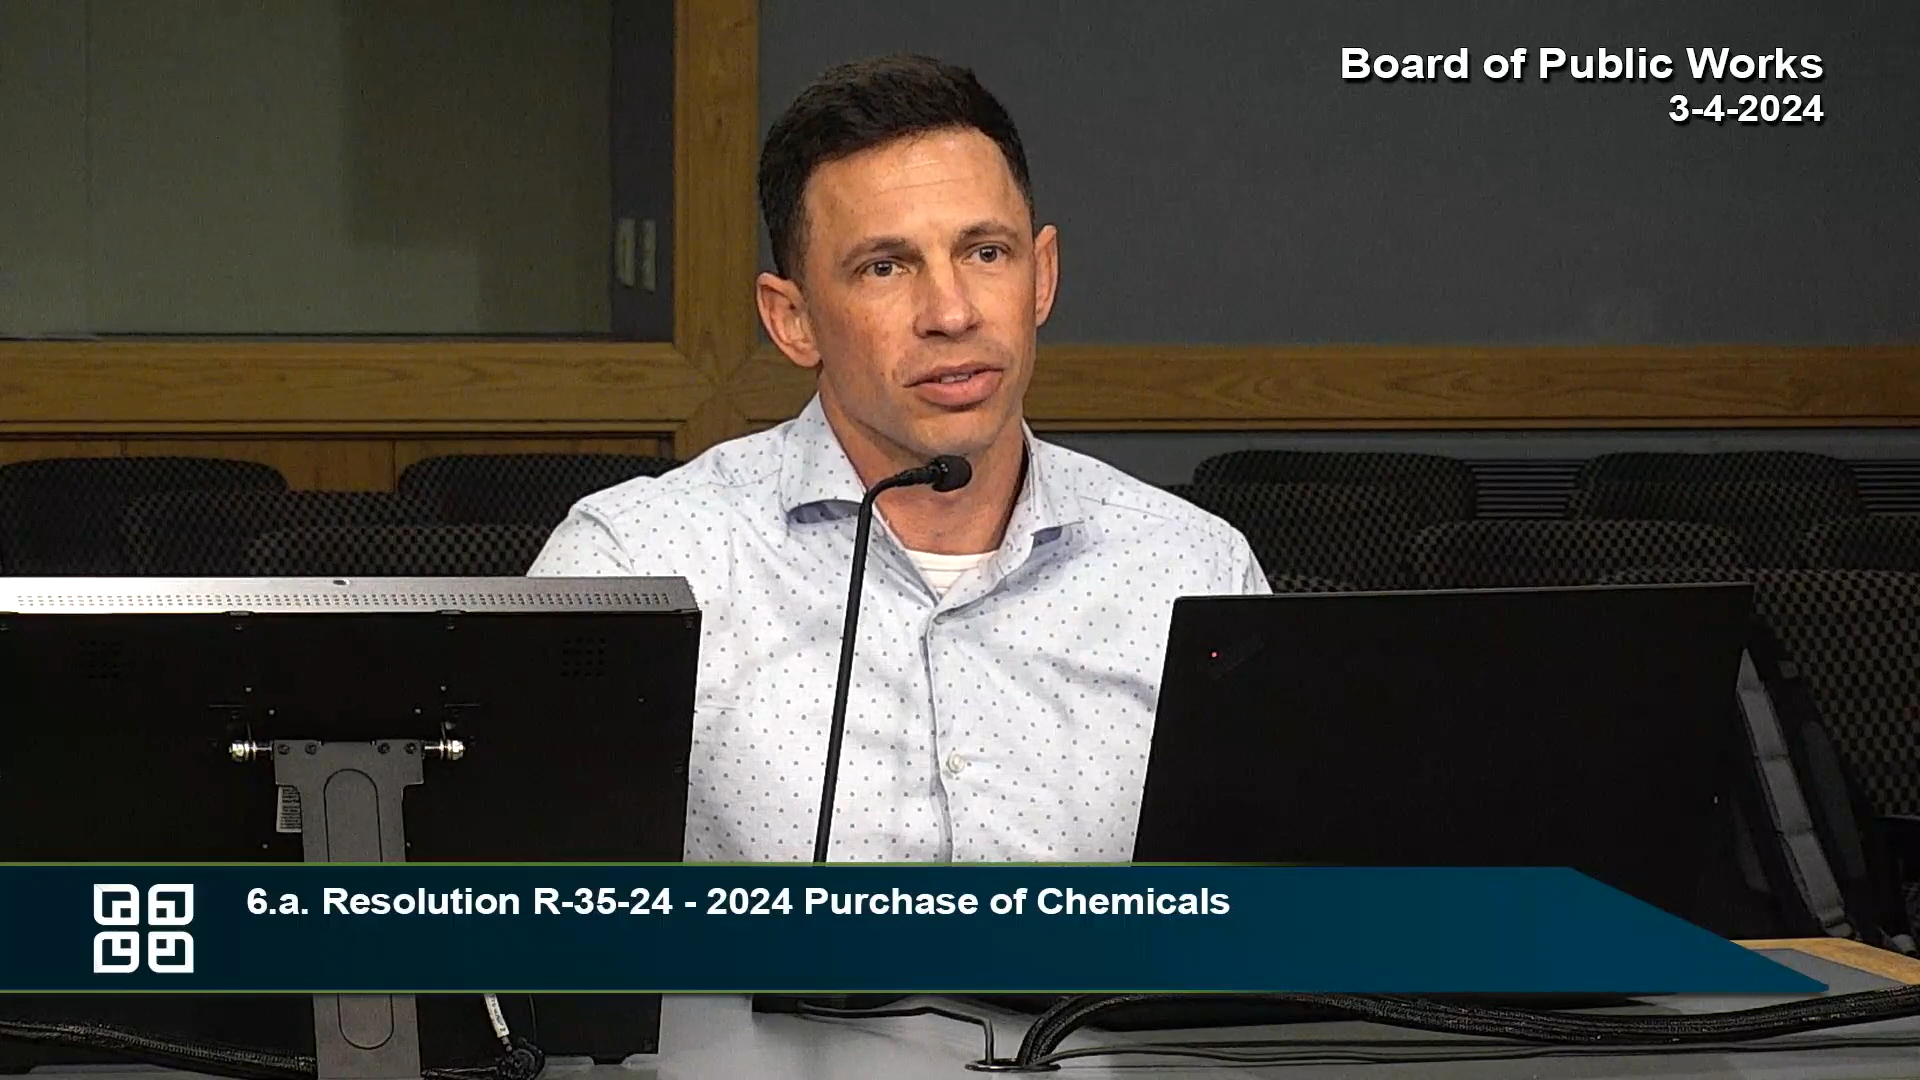 Board of Public Works
3-4-2024
6.a. Resolution R-35-24 - 2024 Purchase of Chemicals